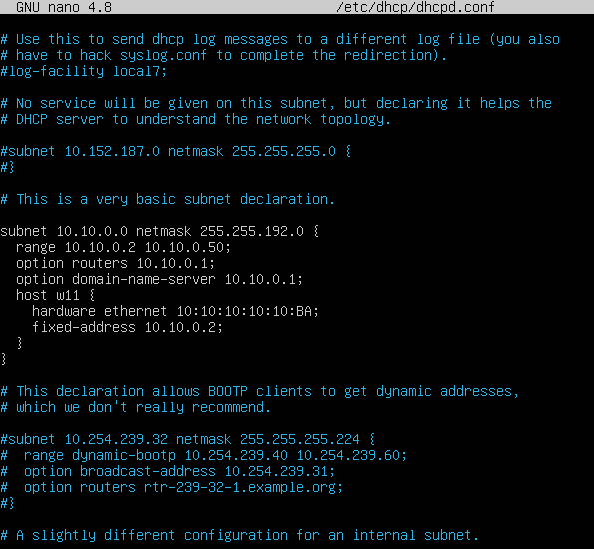 GNU nano 4.8 /etc/dhcp/dhcpd.conf
# Use this to send dhcp log messages to a different log file (you also
# have to hack syslog.conf to complete the redirection).
#log-facility local7;
# No service will be given on this subnet, but declaring it helps the
# DHCP server to understand the network topology.
#subnet 10.152.187.0 netmask 255.255.255.0 {
#}
# This is a very basic subnet declaration.
subnet 10.10.0.0 netmask 255.255.192.0 {
  range 10.10.0.2 10.10.0.50;
  option routers 10.10.0.1;
  option domain-name-server 10.10.0.1;
  host w11 {
    hardware ethernet 10:10:10:10:10:BA;
    fixed-address 10.10.0.2;
  }
}
# This declaration allows BOOTP clients to get dynamic addresses,
# which we don't really recommend.
#subnet 10.254.239.32 netmask 255.255.255.224 {
#  range dynamic-bootp 10.254.239.40 10.254.239.60;
#  option broadcast-address 10.254.239.31;
#  option routers rtr-239-32-1.example.org;
#}
# A slightly different configuration for an internal subnet.